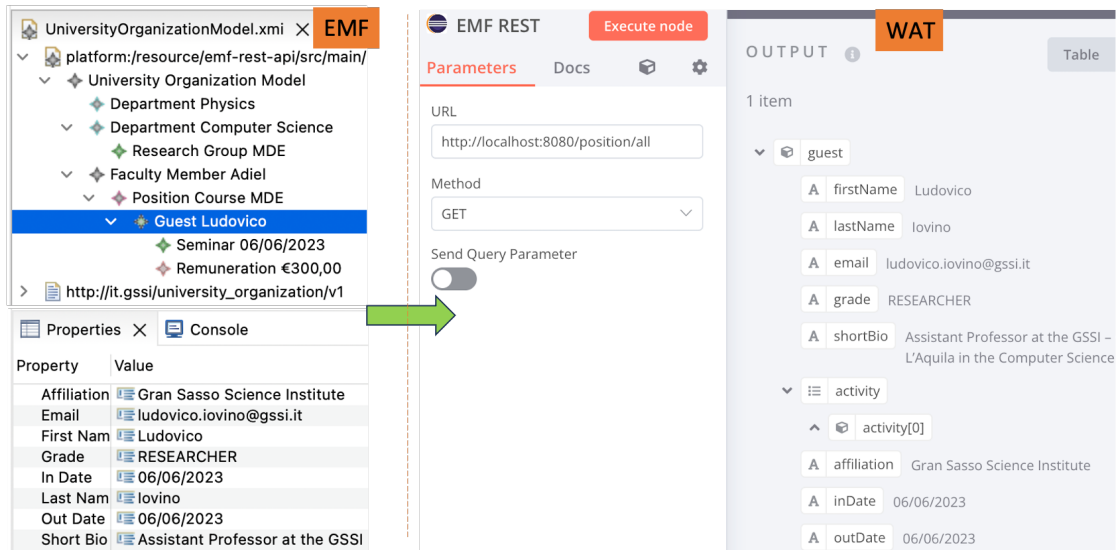 UniversityOrganizationModel.xmi
EMF
platform:/resource/emf-rest-api/src/main/
University Organization Model
Department Physics
Department Computer Science
Research Group MDE
Faculty Member Adiel
Position Course MDE
Guest Ludovico
Seminar 06/06/2023
Remuneration €300,00
http://it.gssi/university_organization/v1
Properties
Console
Property Value
Affiliation Gran Sasso Science Institute
Email ludovico.iovino@gssi.it
First Nam Ludovico
Grade RESEARCHER
In Date 06/06/2023
Last Nam Iovino
Out Date 06/06/2023
Short Bio Assistant Professor at the GSSI
EMF REST
Execute node
Parameters Docs
URL
http://localhost:8080/position/all
Method
GET
Send Query Parameter
WAT
OUTPUT
Table
1 item
guest
A firstName Ludovico
A lastName Iovino
A email ludovico.iovino@gssi.it
A grade RESEARCHER
A shortBio Assistant Professor at the GSSI –
L’Aquila in the Computer Science
activity
activity[0]
A affiliation Gran Sasso Science Institute
A inDate 06/06/2023
A outDate 06/06/2023